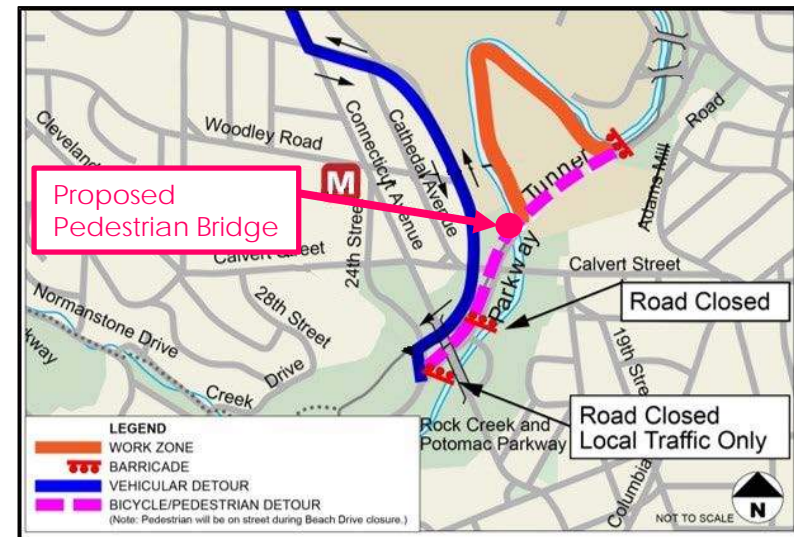 Cleveland
Woodley Road
Connecticut Avenue
Cathedal Avenue
Road
Adams Mill
M
Tunner
Proposed
Pedestrian Bridge
24th Street
Parkway
Calvert Street
Calvert Street
28th Street
Normanstone Drive
Road Closed
19th Stre
Drive
Creek
Rock Creek and
Potomac Parkway
Road Closed
Local Traffic Only
Columbia
LEGEND
WORK ZONE
BARRICADE
VEHICULAR DETOUR
BICYCLE/PEDESTRIAN DETOUR
(Note: Pedestrian will be on street during Beach Drive closure.)
NOT TO SCALE
N